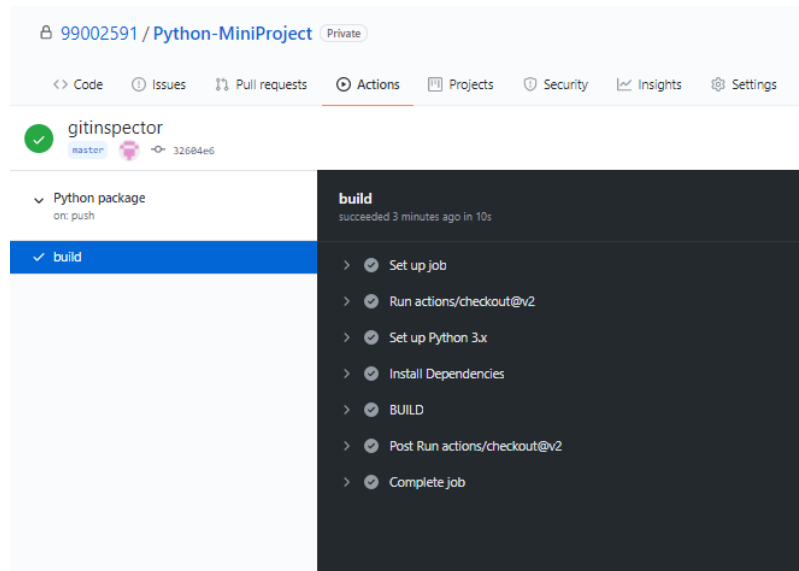 99002591 / Python-MiniProject Private
<> Code Issues Pull requests Actions Projects Security Insights Settings
gitinspector
master 32604e6
Python package
on: push
build
build
succeeded 3 minutes ago in 10s
Set up job
Run actions/checkout@v2
Set up Python 3.x
Install Dependencies
BUILD
Post Run actions/checkout@v2
Complete job